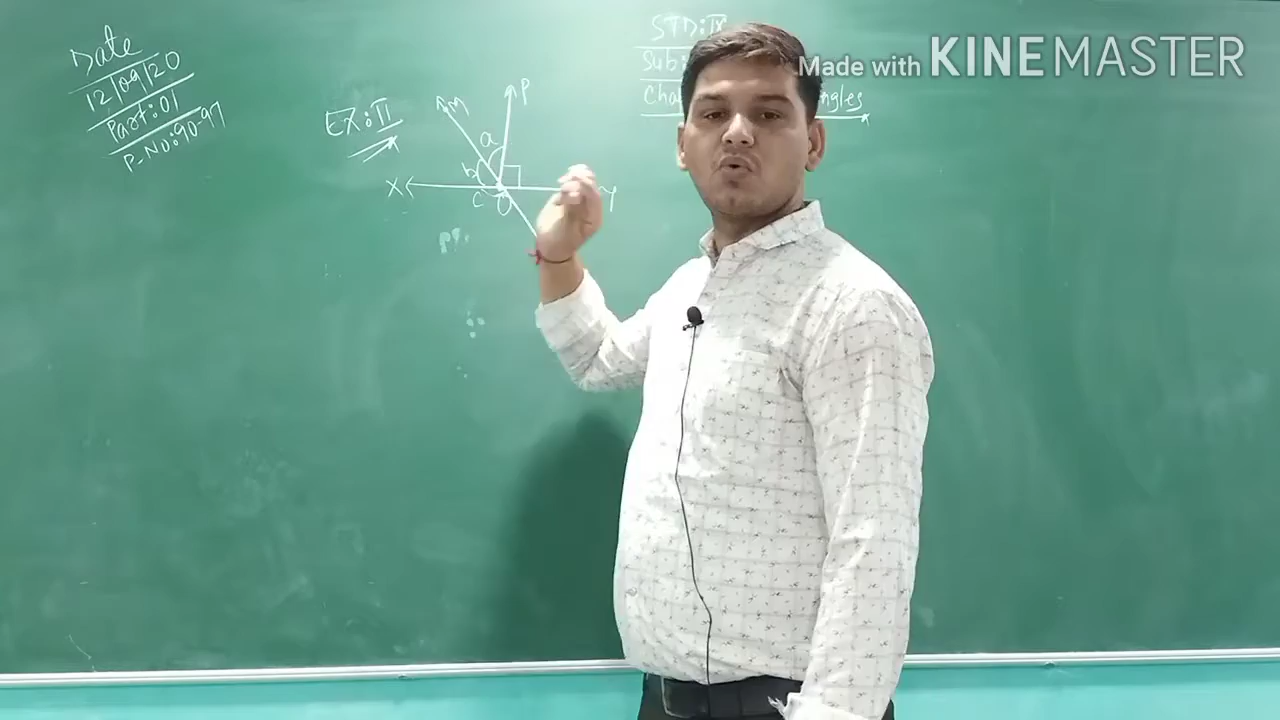 Date
12/09/20
Part:01
P-NO:90-97
EX:II
M
P
a
b
X
Y
C
O
STD:IX
Sub:
Cha ngles
Made with KINEMASTER